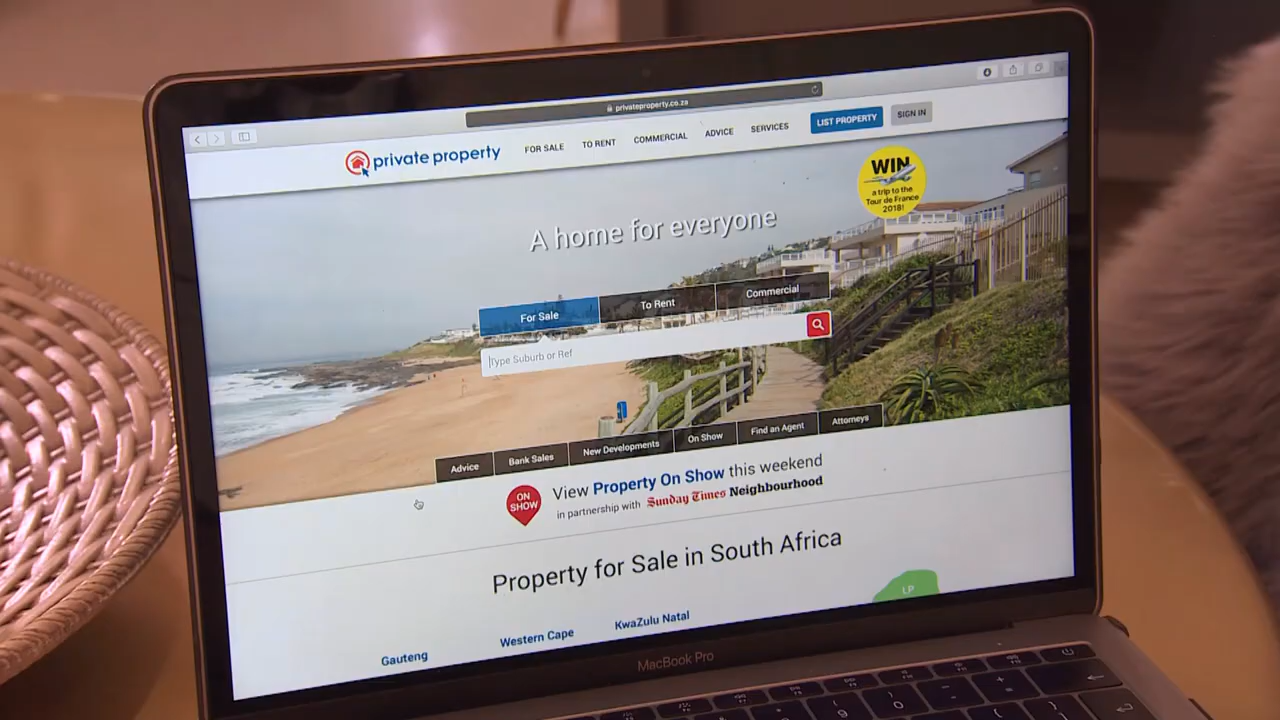 privateproperty.co.za
private property
FOR SALE
TO RENT
COMMERCIAL
ADVICE
SERVICES
LIST PROPERTY
SIGN IN
WIN
a trip to the
Tour de France
2018!
A home for everyone
For Sale
To Rent
Commercial
Type Suburb or Ref
Advice
Bank Sales
New Developments
On Show
Find an Agent
Attorneys
ON
SHOW
View Property On Show this weekend
in partnership with Sunday Times Neighbourhood
Property for Sale in South Africa
LP
Gauteng
Western Cape
KwaZulu Natal
MacBook Pro